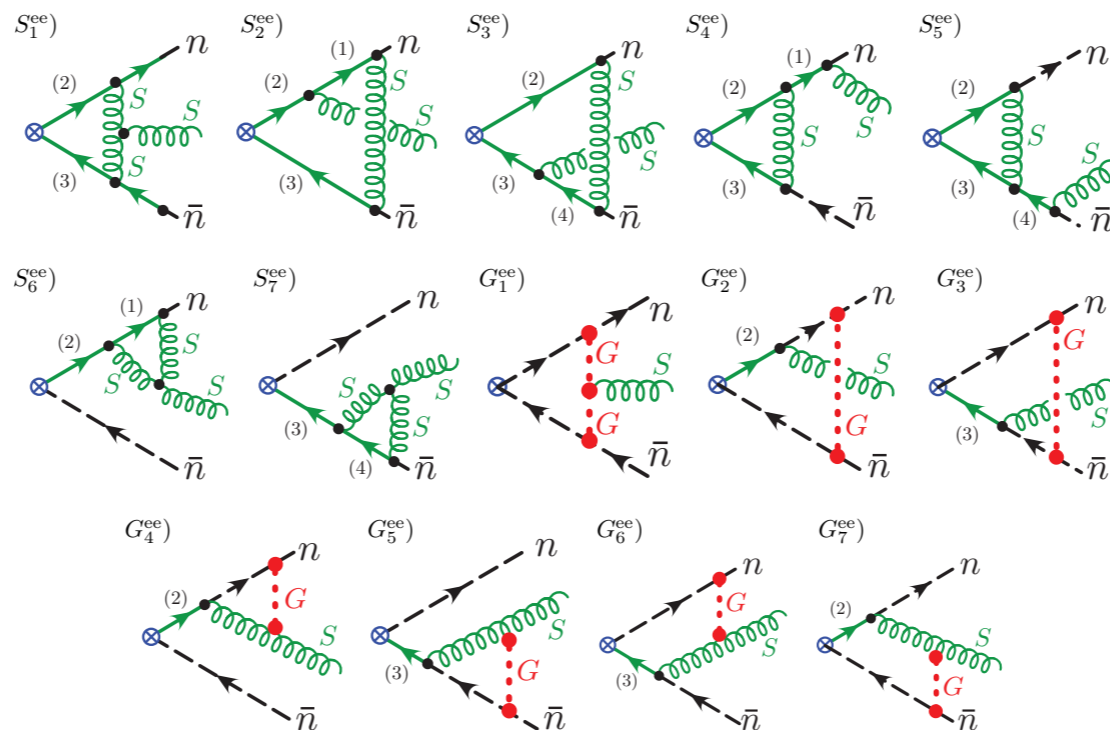 S₁ᵉᵉ) S₂ᵉᵉ) S₃ᵉᵉ) S₄ᵉᵉ) S₅ᵉᵉ)
(2) S S (3) n n̄
(1) (2) S S (3) n n̄
(2) S S (3) (4) n n̄
(1) (2) S S (3) n n̄
(2) S S (3) (4) n n̄
S₆ᵉᵉ) S₇ᵉᵉ) G₁ᵉᵉ) G₂ᵉᵉ) G₃ᵉᵉ)
(1) (2) S S S n n̄
S S S (3) (4) n n̄
G S G n n̄
(2) S G n n̄
G S (3) n n̄
G₄ᵉᵉ) G₅ᵉᵉ) G₆ᵉᵉ) G₇ᵉᵉ)
(2) G S n n̄
S G (3) n n̄
G S (3) n n̄
(2) S G n n̄